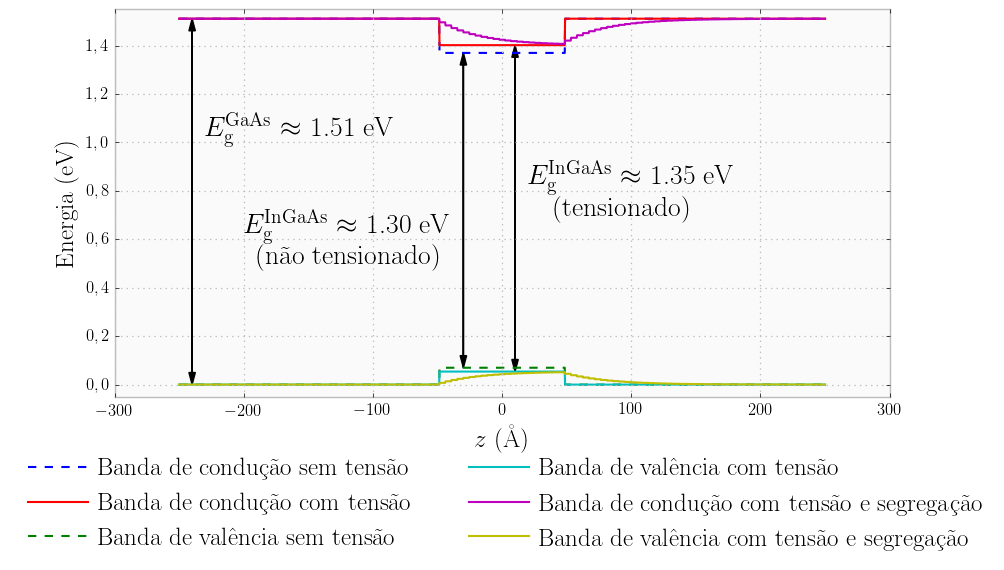 1,4
1,2
1,0
0,8
0,6
0,4
0,2
0,0
Energia (eV)
E_g^GaAs ≈ 1.51 eV
E_g^InGaAs ≈ 1.35 eV
(tensionado)
E_g^InGaAs ≈ 1.30 eV
(não tensionado)
−300 −200 −100 0 100 200 300
z (Å)
Banda de condução sem tensão
Banda de condução com tensão
Banda de valência sem tensão
Banda de valência com tensão
Banda de condução com tensão e segregação
Banda de valência com tensão e segregação